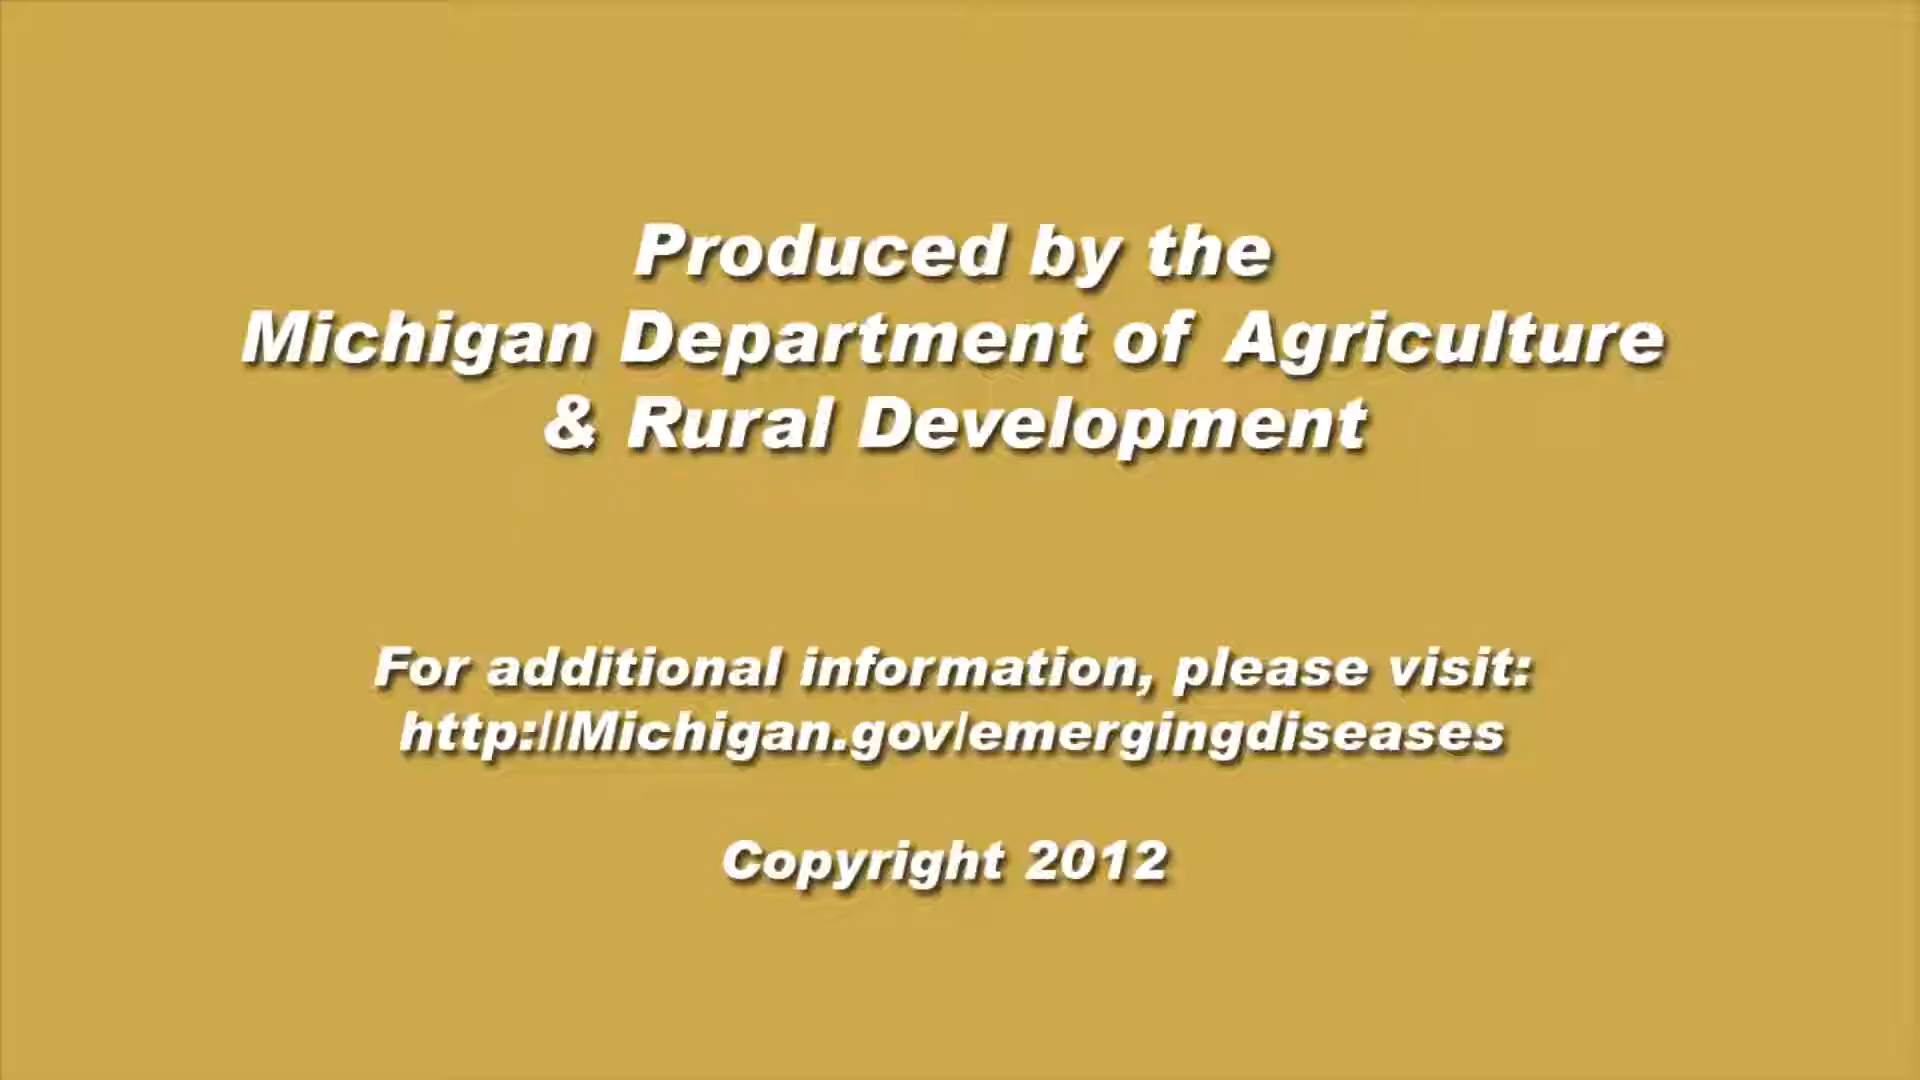 Produced by the
Michigan Department of Agriculture
& Rural Development
For additional information, please visit:
http://Michigan.gov/emergingdiseases
Copyright 2012